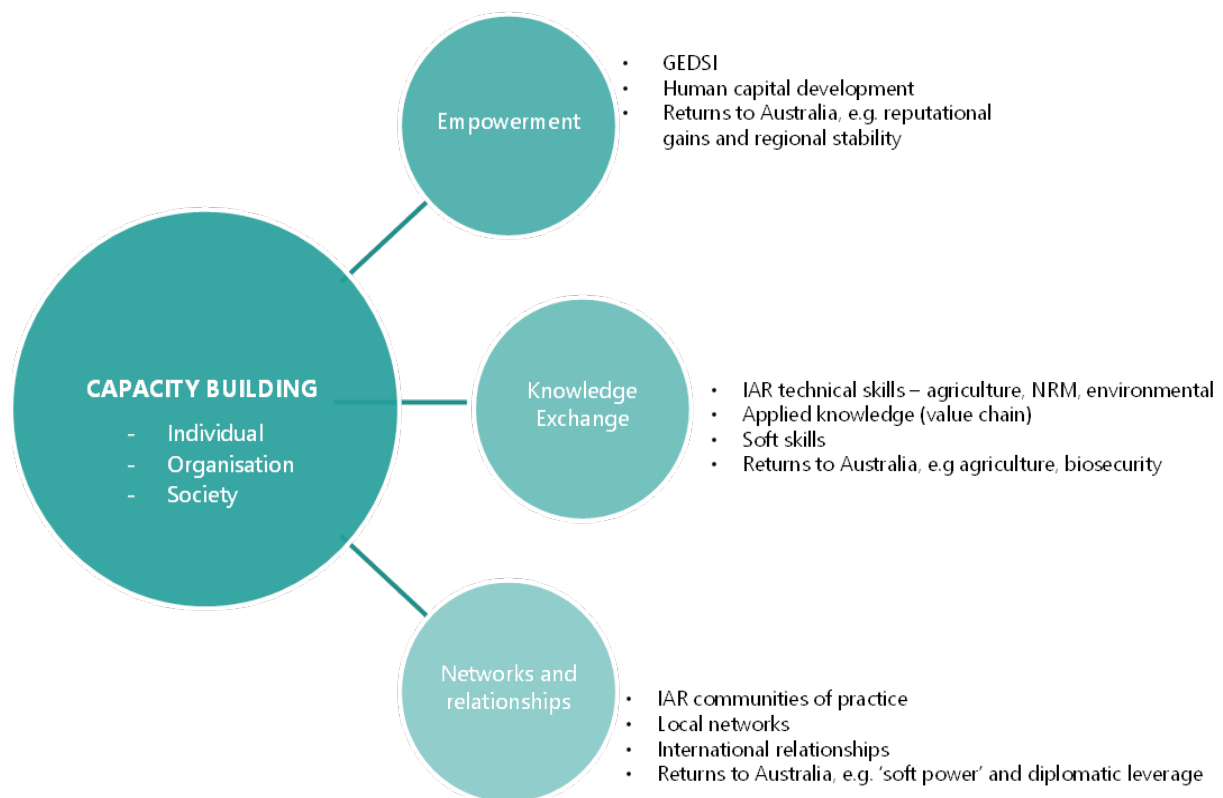 Empowerment
• GEDSI
• Human capital development
• Returns to Australia, e.g. reputational
gains and regional stability
CAPACITY BUILDING
- Individual
- Organisation
- Society
Knowledge
Exchange
• IAR technical skills – agriculture, NRM, environmental
• Applied knowledge (value chain)
• Soft skills
• Returns to Australia, e.g agriculture, biosecurity
Networks and
relationships
• IAR communities of practice
• Local networks
• International relationships
• Returns to Australia, e.g. ‘soft power’ and diplomatic leverage